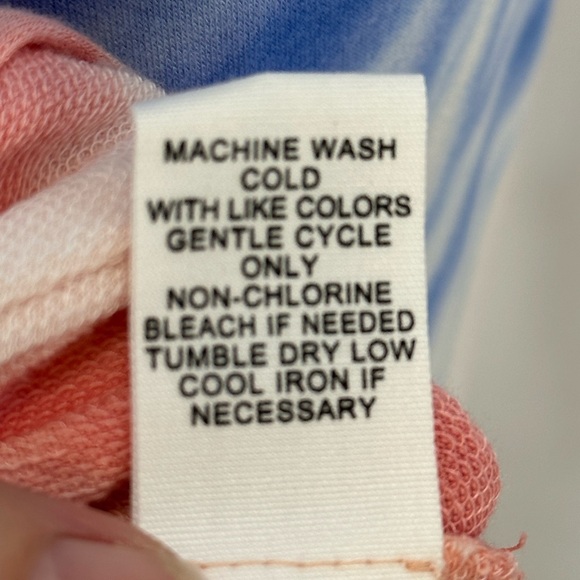 MACHINE WASH
COLD
WITH LIKE COLORS
GENTLE CYCLE
ONLY
NON-CHLORINE
BLEACH IF NEEDED
TUMBLE DRY LOW
COOL IRON IF
NECESSARY